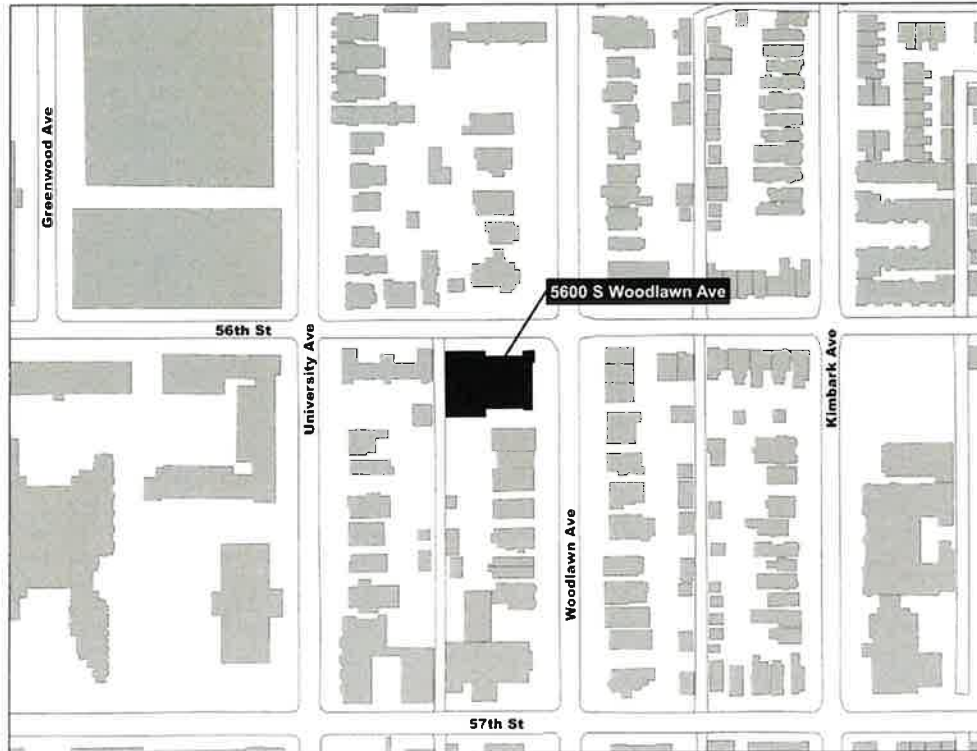 Greenwood Ave
5600 S Woodlawn Ave
56th St
University Ave
Kimbark Ave
Woodlawn Ave
57th St